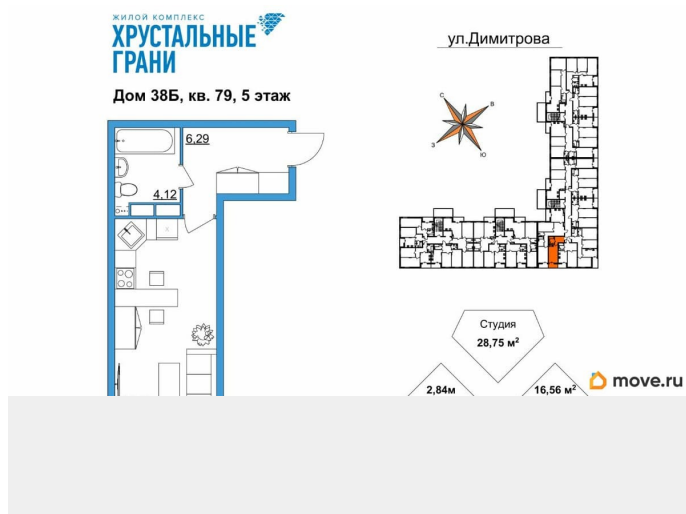 ЖИЛОЙ КОМПЛЕКС
ХРУСТАЛЬНЫЕ
ГРАНИ
Дом 38Б, кв. 79, 5 этаж
6,29
4,12
ул.Димитрова
С
В
З
Ю
Студия
28,75 м²
2,84м
16,56 м²
move.ru